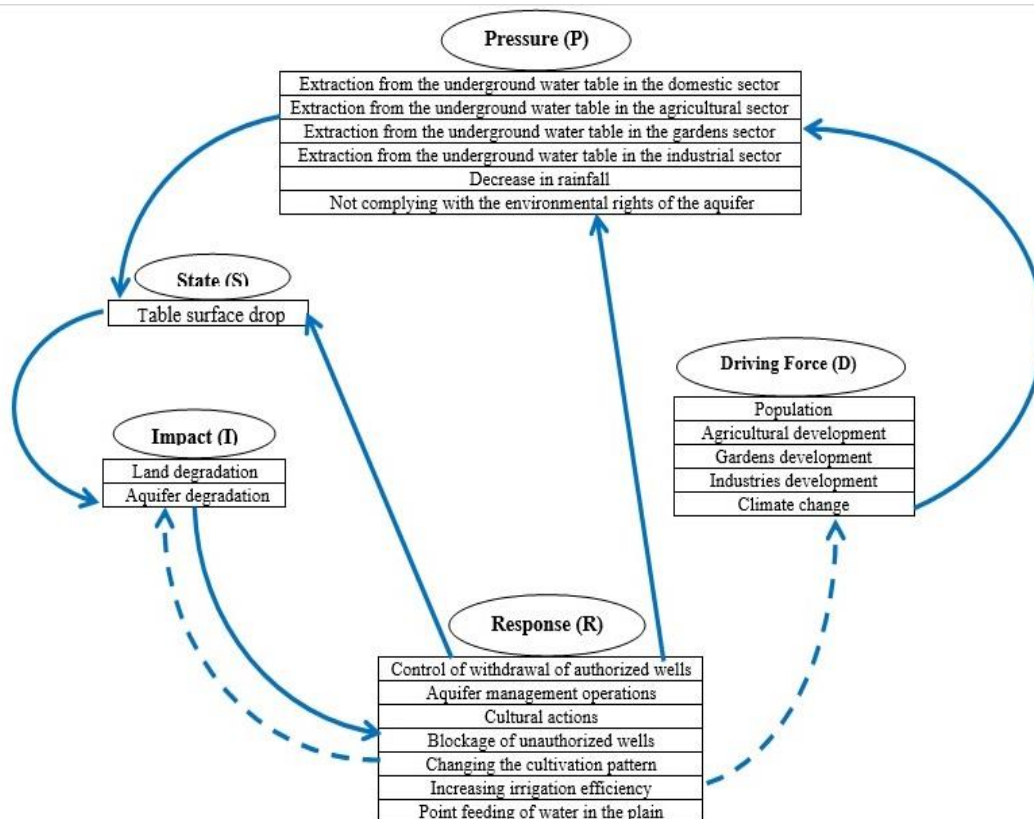 Pressure (P)
Extraction from the underground water table in the domestic sector
Extraction from the underground water table in the agricultural sector
Extraction from the underground water table in the gardens sector
Extraction from the underground water table in the industrial sector
Decrease in rainfall
Not complying with the environmental rights of the aquifer
State (S)
Table surface drop
Driving Force (D)
Population
Agricultural development
Gardens development
Industries development
Climate change
Impact (I)
Land degradation
Aquifer degradation
Response (R)
Control of withdrawal of authorized wells
Aquifer management operations
Cultural actions
Blockage of unauthorized wells
Changing the cultivation pattern
Increasing irrigation efficiency
Point feeding of water in the plain